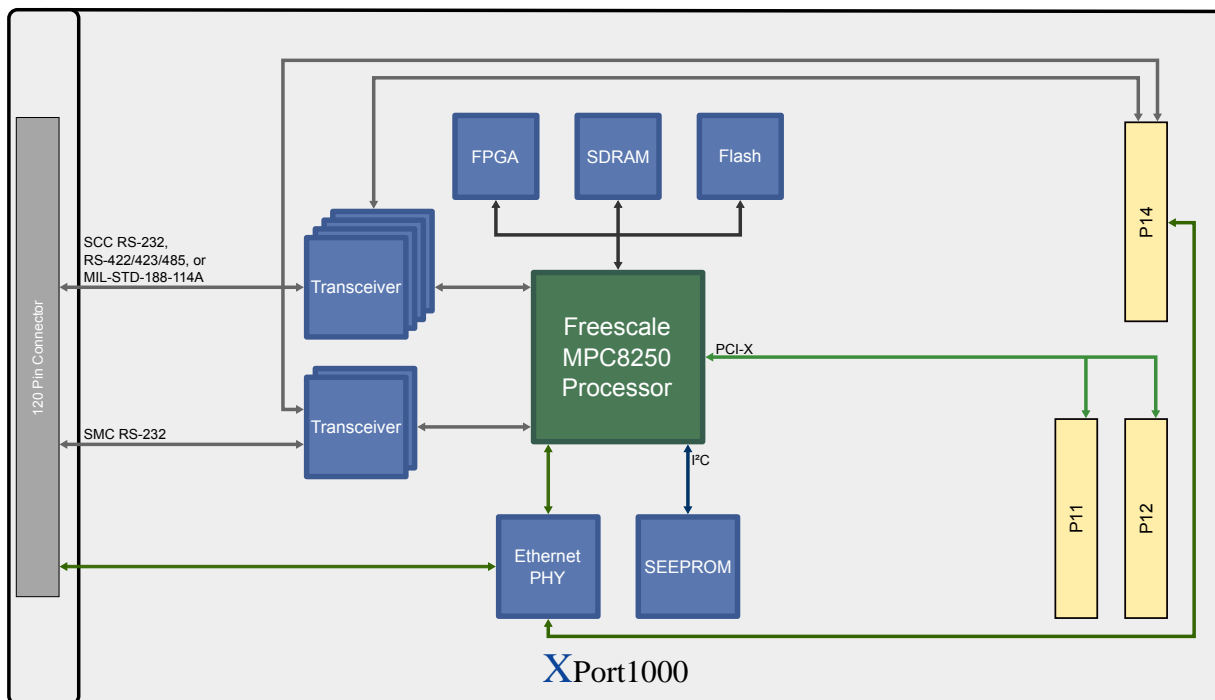 FPGA
SDRAM
Flash
P14
120 Pin Connector
SCC RS-232,
RS-422/423/485, or
MIL-STD-188-114A
Transceiver
Freescale
MPC8250
Processor
PCI-X
Transceiver
SMC RS-232
I²C
P11
P12
Ethernet
PHY
SEEPROM
XPort1000